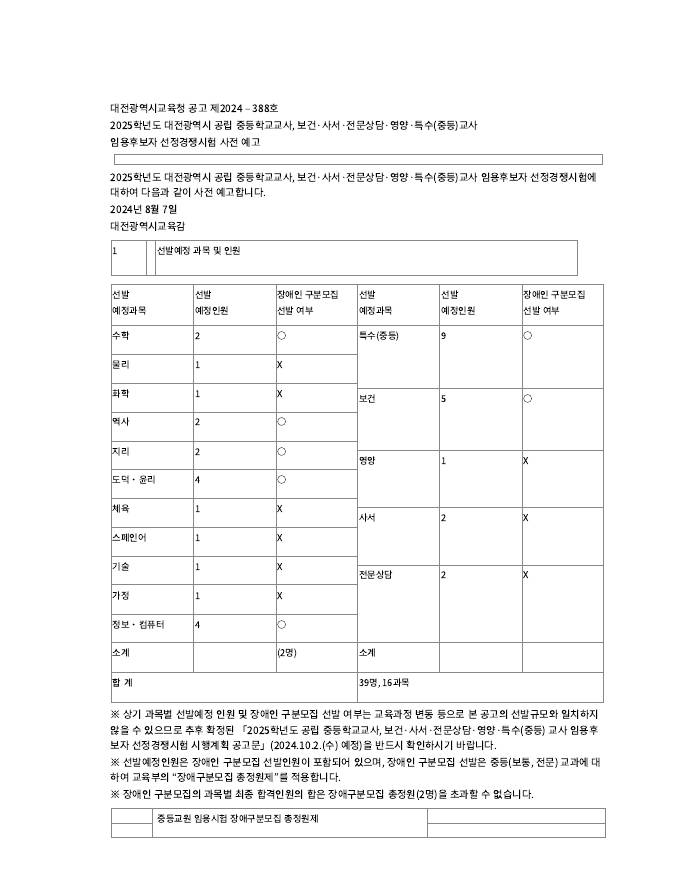 대전광역시교육청 공고 제2024 – 388호
2025학년도 대전광역시 공립 중등학교교사, 보건·사서·전문상담·영양·특수(중등)교사
임용후보자 선정경쟁시험 사전 예고
2025학년도 대전광역시 공립 중등학교교사, 보건·사서·전문상담·영양·특수(중등)교사 임용후보자 선정경쟁시험에
대하여 다음과 같이 사전 예고합니다.
2024년 8월 7일
대전광역시교육감
1 선발예정 과목 및 인원
선발 선발 장애인 구분모집 선발 선발 장애인 구분모집
예정과목 예정인원 선발 여부 예정과목 예정인원 선발 여부
수학 2 ○ 특수(중등) 9 ○
물리 1 X
화학 1 X 보건 5 ○
역사 2 ○
지리 2 ○ 영양 1 X
도덕·윤리 4 ○
체육 1 X 사서 2 X
스페인어 1 X
기술 1 X 전문상담 2 X
가정 1 X
정보·컴퓨터 4 ○
소계 (2명) 소계
합 계 39명, 16과목
※ 상기 과목별 선발예정 인원 및 장애인 구분모집 선발 여부는 교육과정 변동 등으로 본 공고의 선발규모와 일치하지
않을 수 있으므로 추후 확정된 「2025학년도 공립 중등학교교사, 보건·사서·전문상담·영양·특수(중등) 교사 임용후
보자 선정경쟁시험 시행계획 공고문」(2024.10.2.(수) 예정)을 반드시 확인하시기 바랍니다.
※ 선발예정인원은 장애인 구분모집 선발인원이 포함되어 있으며, 장애인 구분모집 선발은 중등(보통, 전문) 교과에 대
하여 교육부의 “장애구분모집 총정원제”를 적용합니다.
※ 장애인 구분모집의 과목별 최종 합격인원의 합은 장애구분모집 총정원(2명)을 초과할 수 없습니다.
중등교원 임용시험 장애구분모집 총정원제